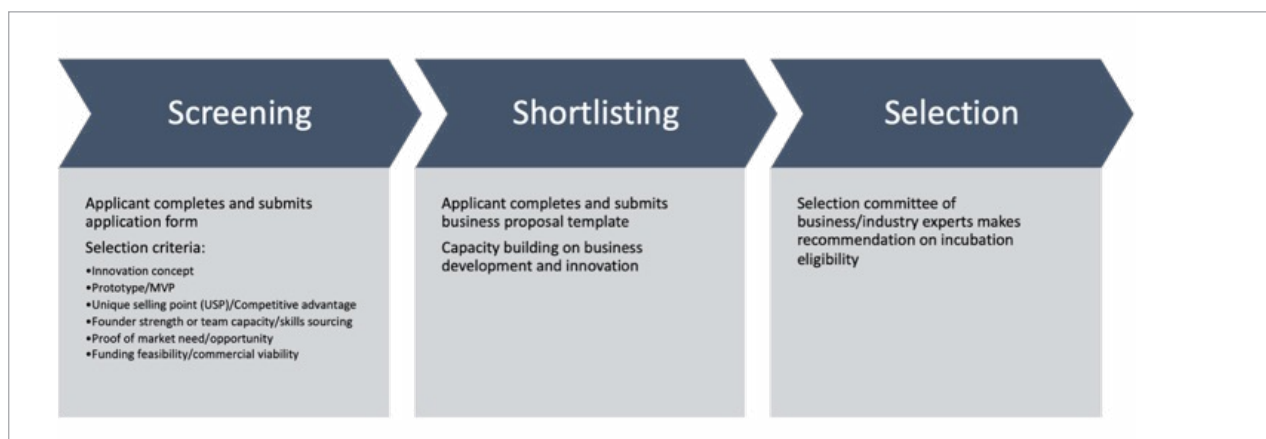 Screening
Applicant completes and submits
application form
Selection criteria:
•Innovation concept
•Prototype/MVP
•Unique selling point (USP)/Competitive advantage
•Founder strength or team capacity/skills sourcing
•Proof of market need/opportunity
•Funding feasibility/commercial viability
Shortlisting
Applicant completes and submits
business proposal template
Capacity building on business
development and innovation
Selection
Selection committee of
business/industry experts makes
recommendation on incubation
eligibility